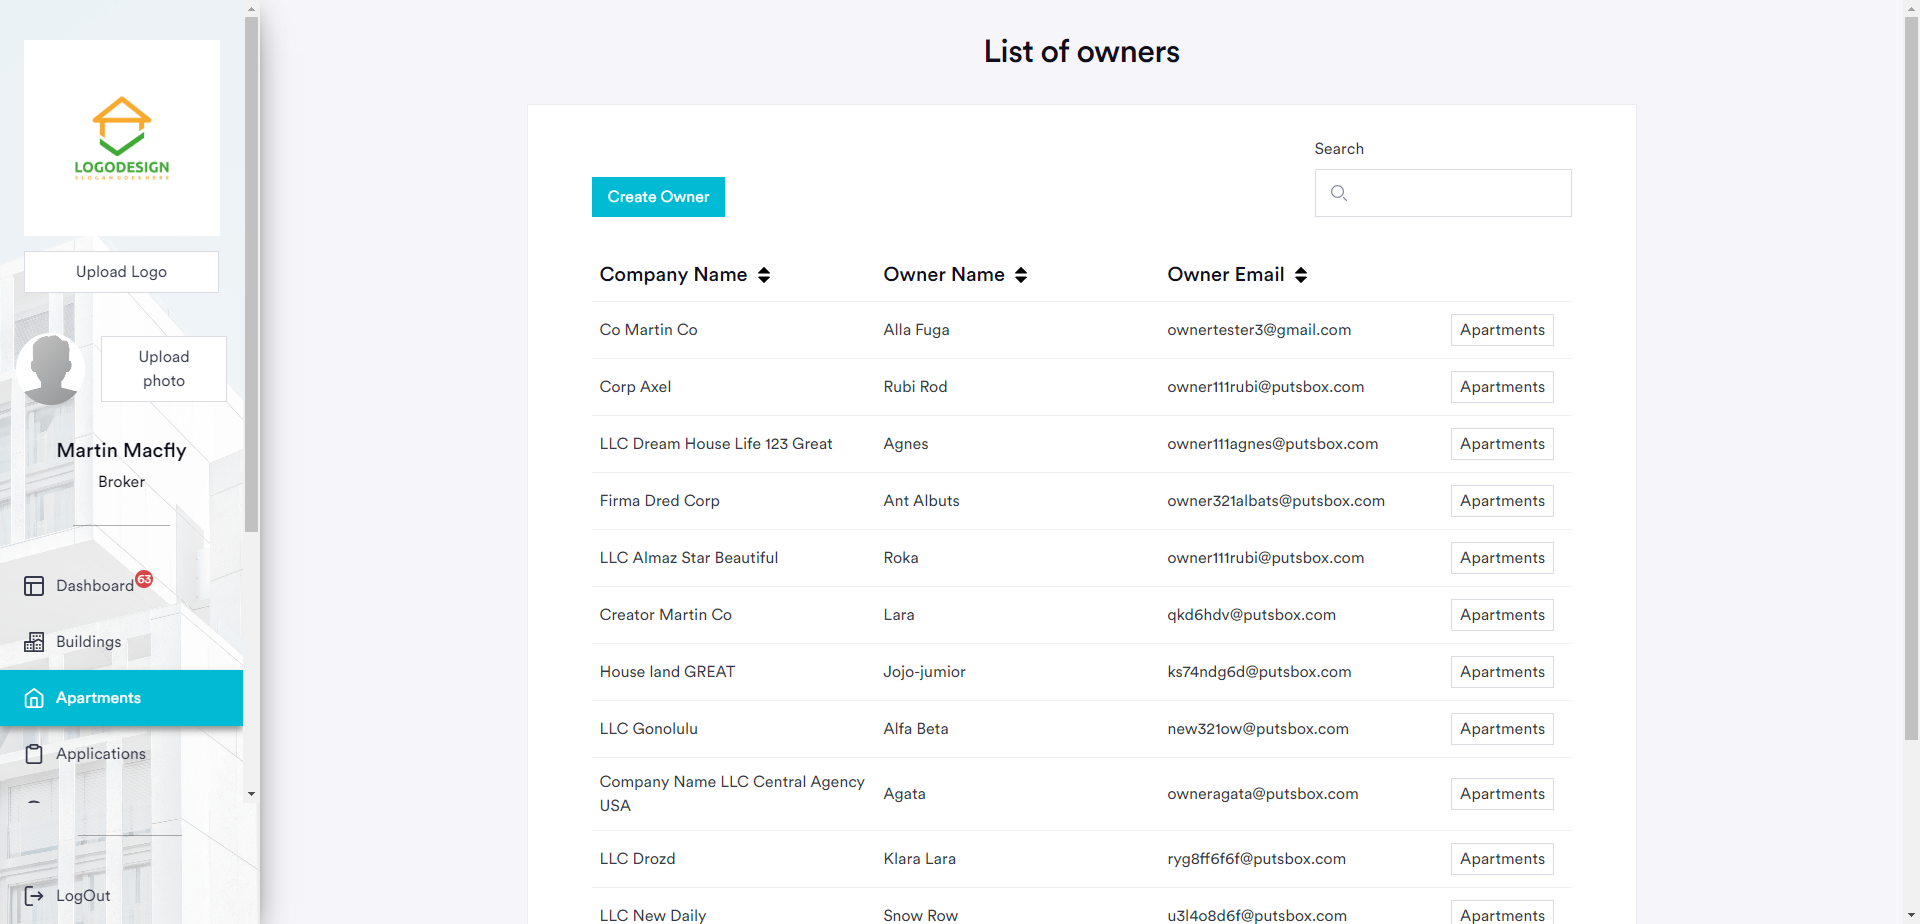 LOGODESIGN
SLOGANGOESHERE
Upload Logo
Upload
photo
Martin Macfly
Broker
Dashboard 63
Buildings
Apartments
Applications
LogOut
List of owners
Search
Create Owner
Company Name Owner Name Owner Email
Co Martin Co Alla Fuga ownertester3@gmail.com Apartments
Corp Axel Rubi Rod owner111rubi@putsbox.com Apartments
LLC Dream House Life 123 Great Agnes owner111agnes@putsbox.com Apartments
Firma Dred Corp Ant Albuts owner321albats@putsbox.com Apartments
LLC Almaz Star Beautiful Roka owner111rubi@putsbox.com Apartments
Creator Martin Co Lara qkd6hdv@putsbox.com Apartments
House land GREAT Jojo-jumior ks74ndg6d@putsbox.com Apartments
LLC Gonolulu Alfa Beta new321ow@putsbox.com Apartments
Company Name LLC Central Agency
USA Agata owneragata@putsbox.com Apartments
LLC Drozd Klara Lara ryg8ff6f6f@putsbox.com Apartments
LLC New Daily Snow Row u3l4o8d6f@putsbox.com Apartments